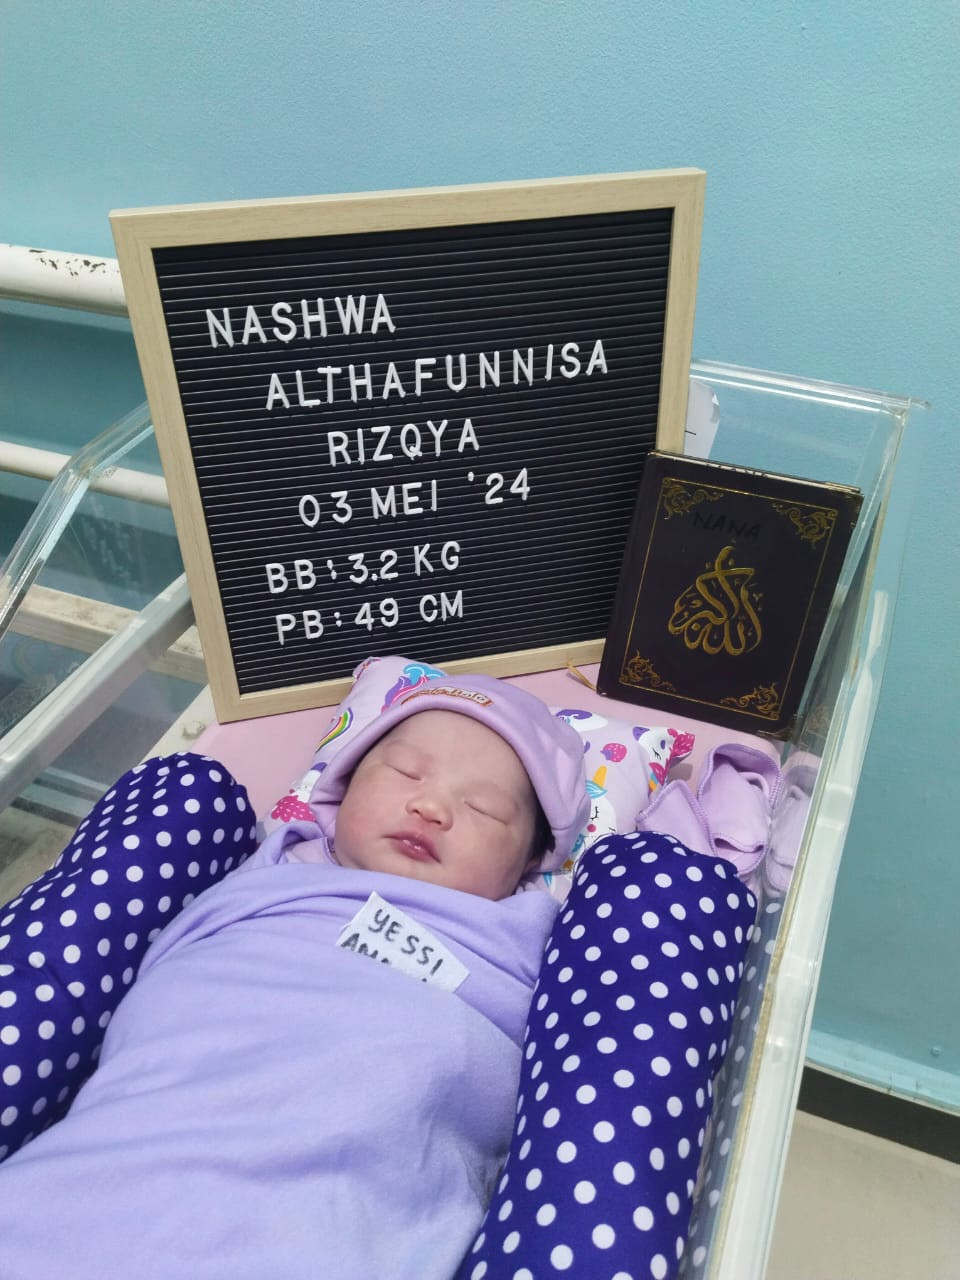 NASHWA
ALTHAFUNNISA
RIZQYA
03 MEI '24
BB : 3.2 KG
PB : 49 CM
NANA
YESSI